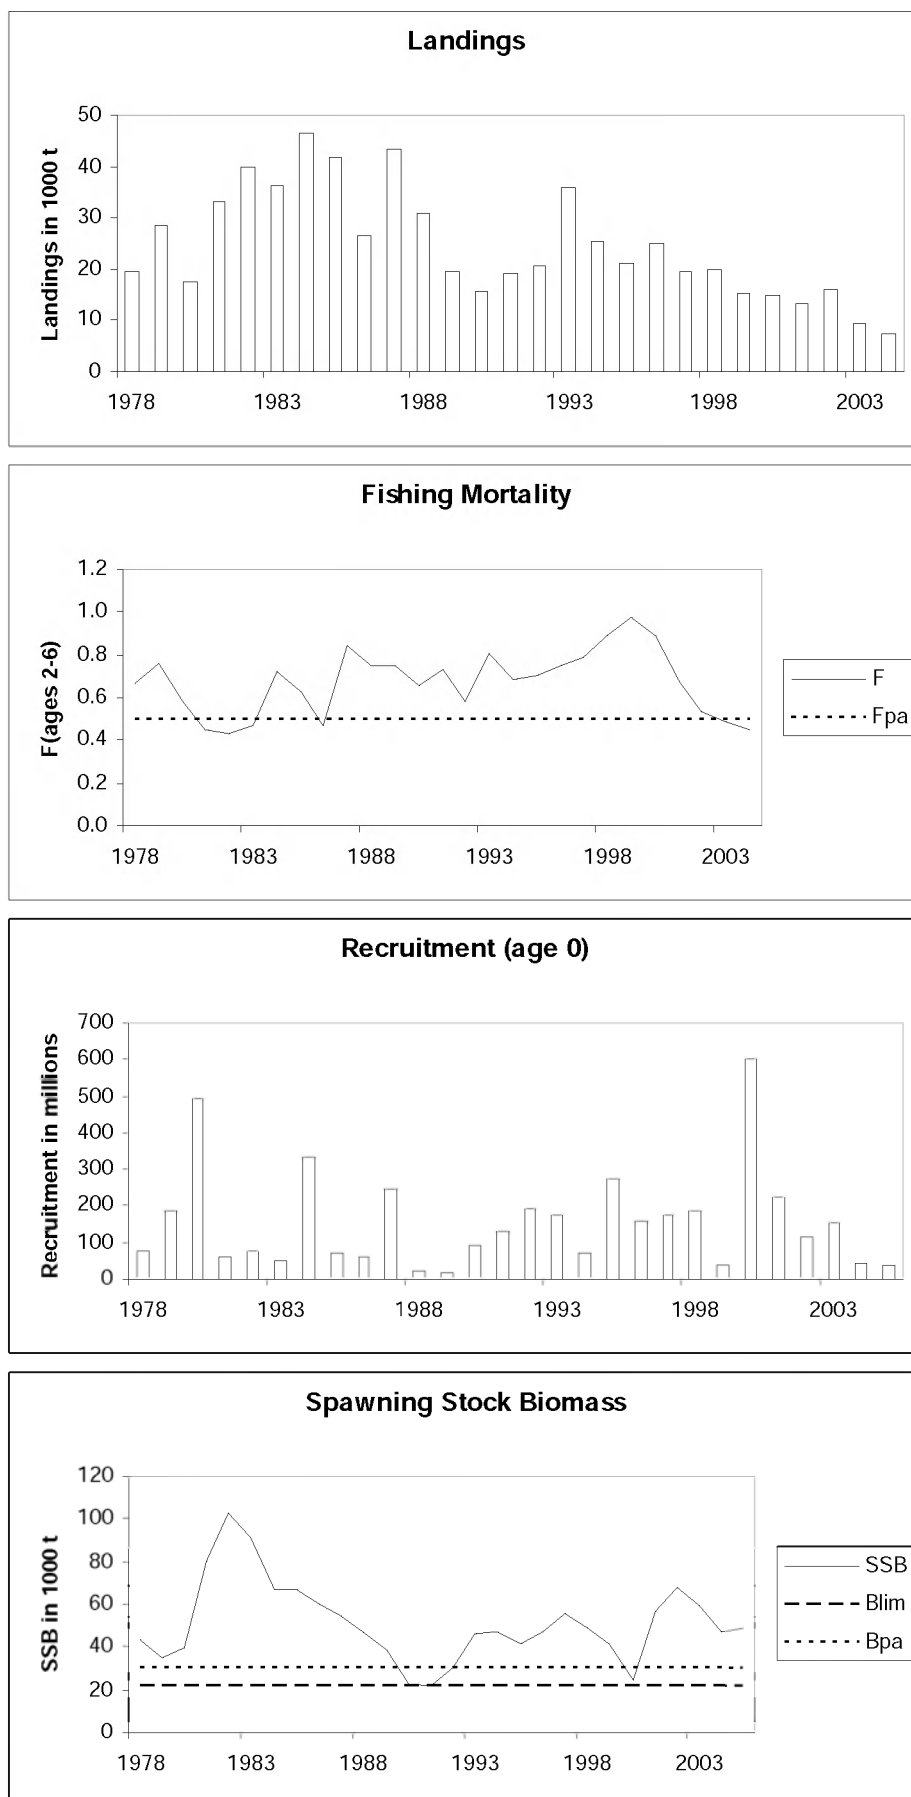 Landings
Landings in 1000 t
50
40
30
20
10
0
1978 1983 1988 1993 1998 2003
Fishing Mortality
F(ages 2-6)
1.2
1.0
0.8
0.6
0.4
0.2
0.0
1978 1983 1988 1993 1998 2003
F
Fpa
Recruitment (age 0)
Recruitment in millions
700
600
500
400
300
200
100
0
1978 1983 1988 1993 1998 2003
Spawning Stock Biomass
SSB in 1000 t
120
100
80
60
40
20
0
1978 1983 1988 1993 1998 2003
SSB
Blim
Bpa